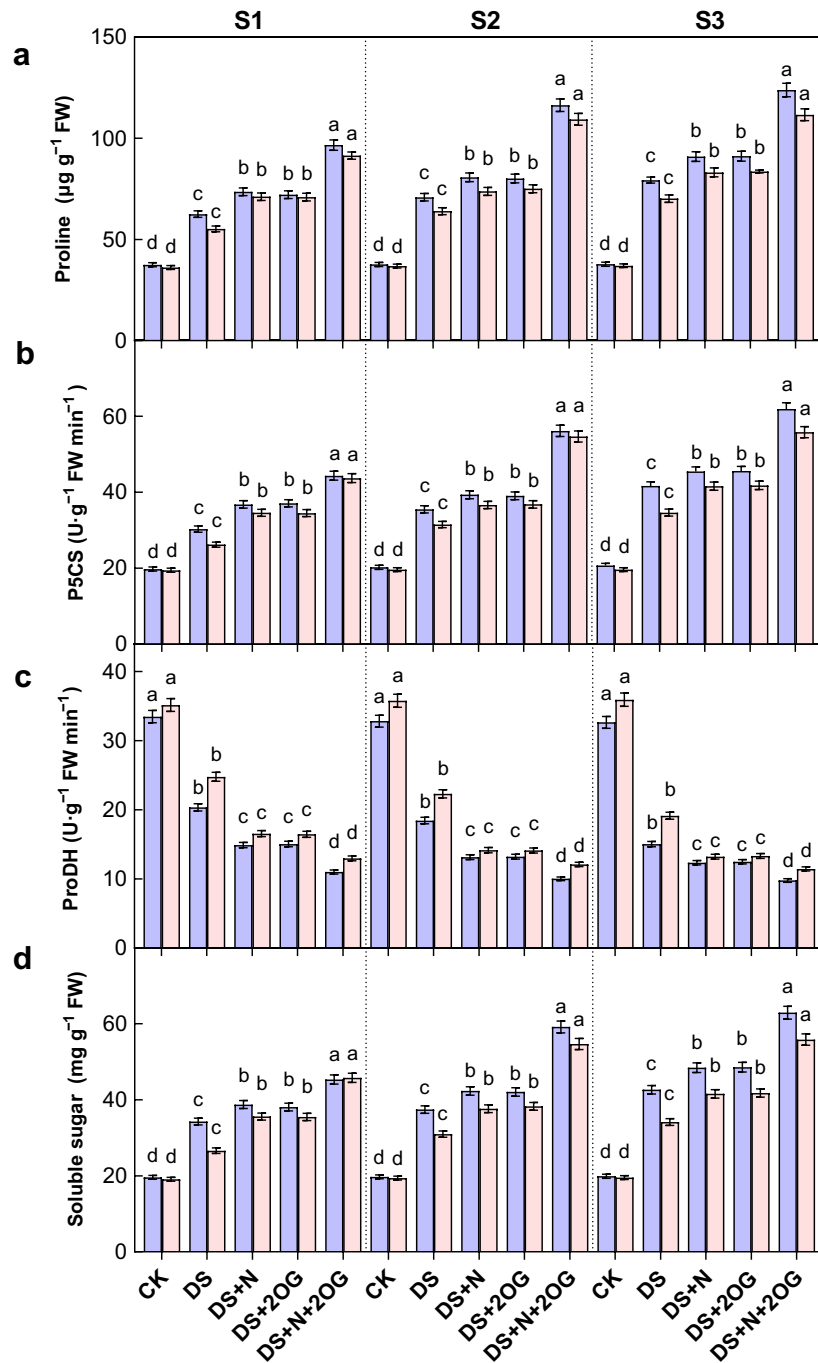 S1 S2 S3
a
Proline (µg g⁻¹ FW)
150
100
50
0
d d c c b b b b a a
d d c c b b b b a a
d d c c b b b b a a
b
P5CS (U·g⁻¹ FW min⁻¹)
60
40
20
0
d d c c b b b b a a
d d c c b b b b a a
d d c c b b b b a a
c
ProDH (U·g⁻¹ FW min⁻¹)
40
30
20
10
0
a a b b c c c c d d
a a b b c c c c d d
a a b b c c c c d d
d
Soluble sugar (mg g⁻¹ FW)
60
40
20
0
d d c c b b b b a a
d d c c b b b b a a
d d c c b b b b a a
CK DS DS+N DS+2OG DS+N+2OG CK DS DS+N DS+2OG DS+N+2OG CK DS DS+N DS+2OG DS+N+2OG